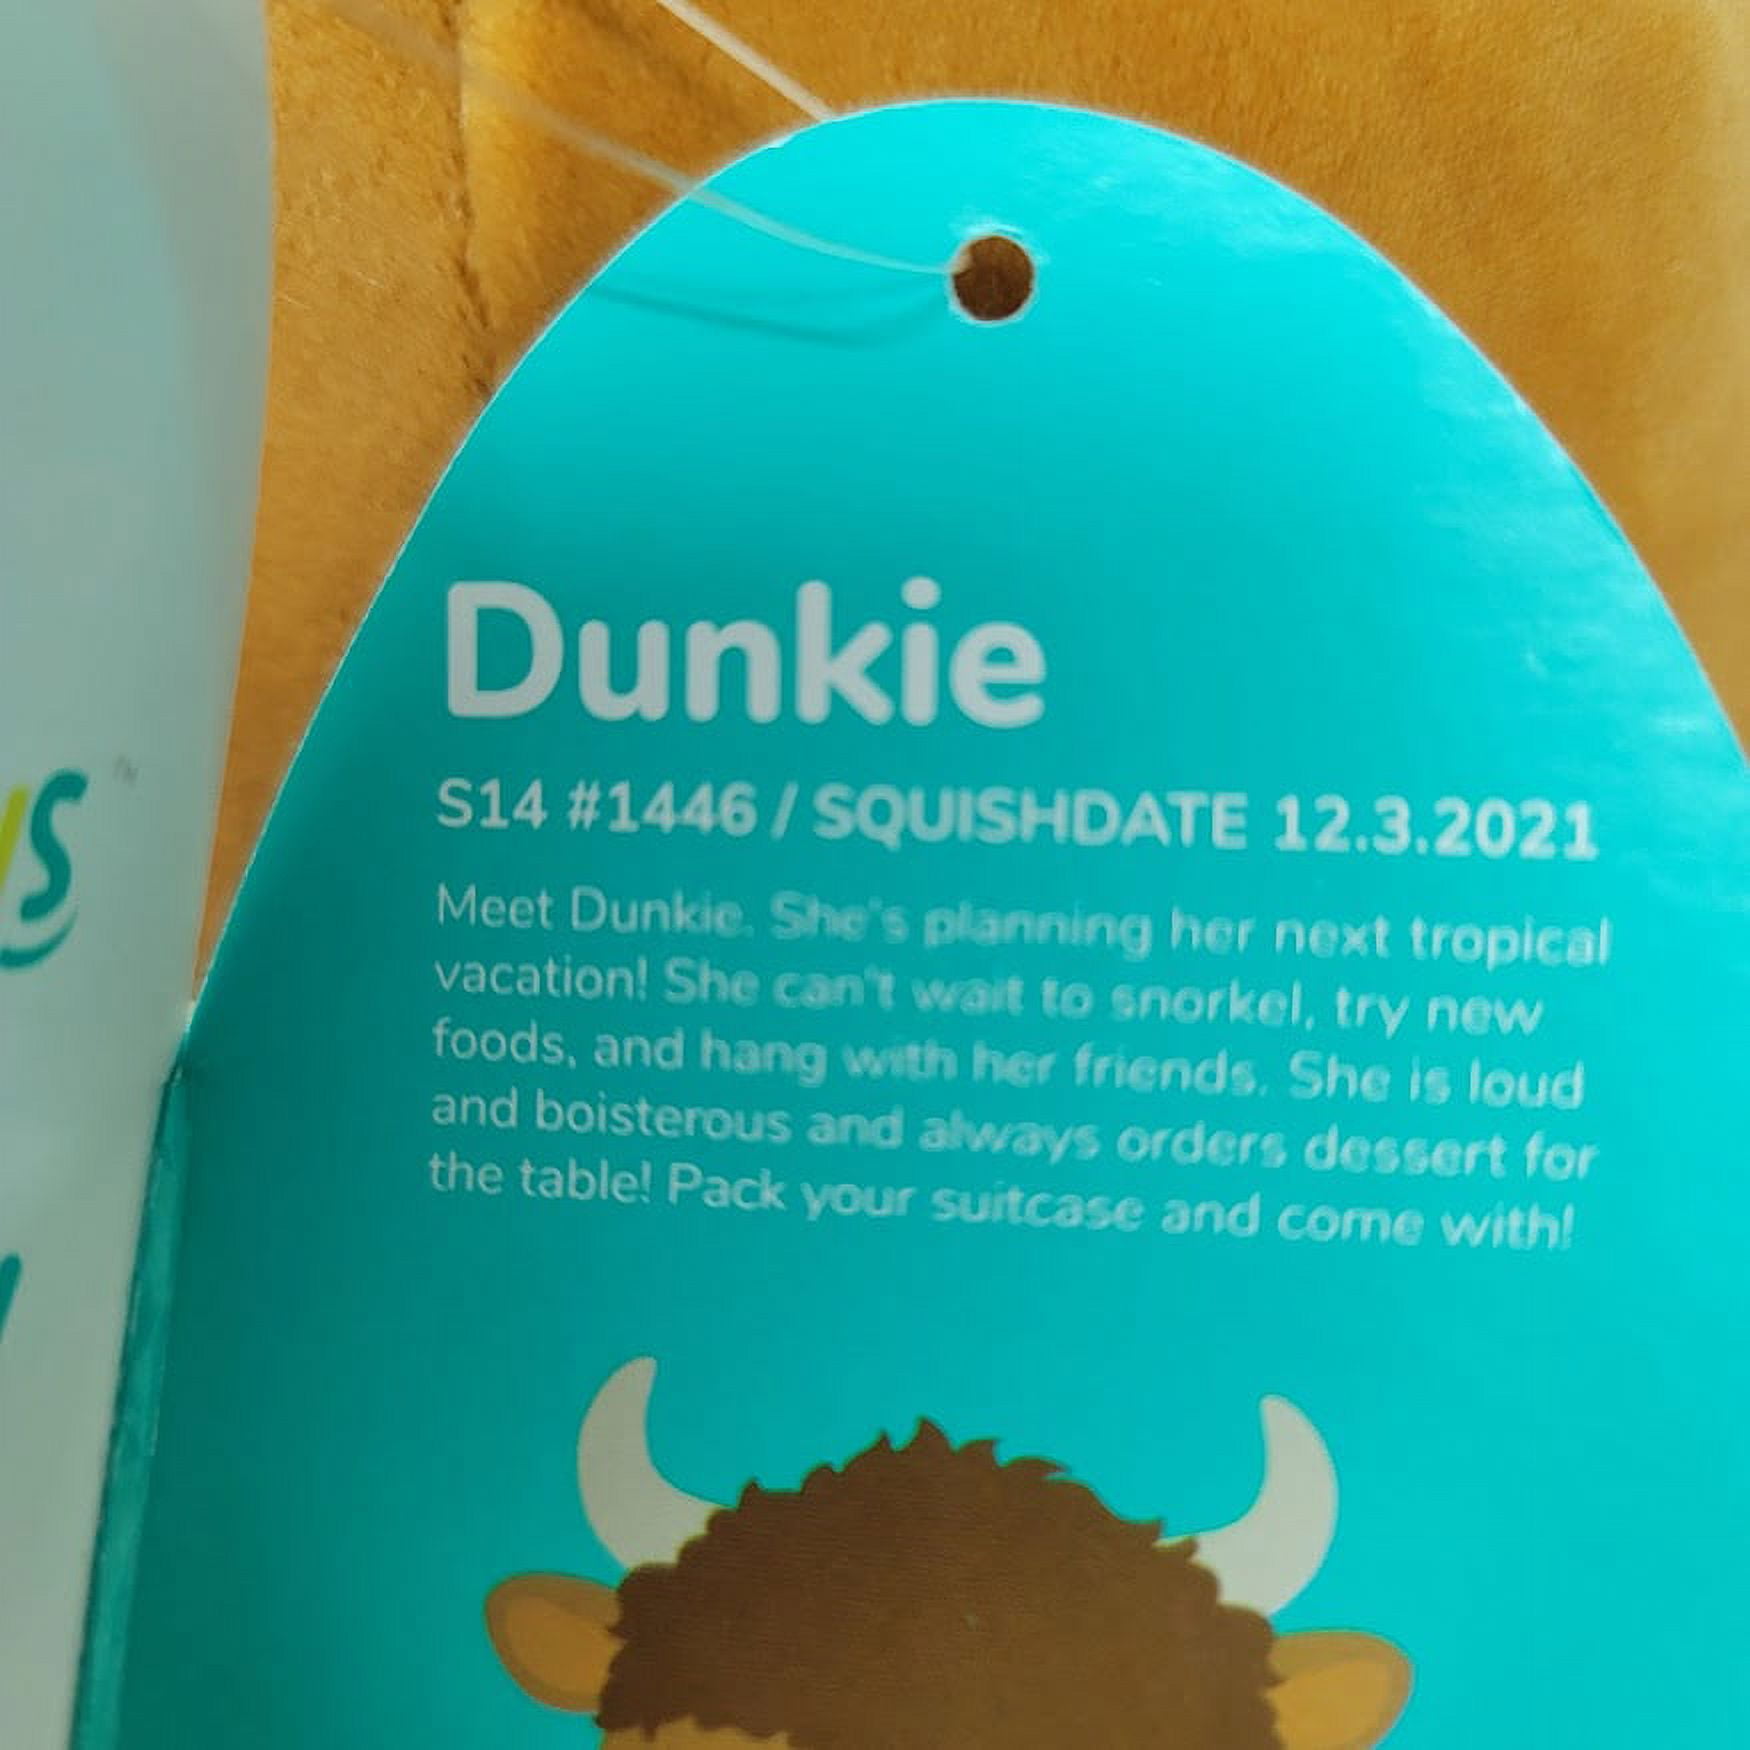 Dunkie
S14 #1446 / SQUISHDATE 12.3.2021
Meet Dunkie. She's planning her next tropical
vacation! She can't wait to snorkel, try new
foods, and hang with her friends. She is loud
and boisterous and always orders dessert for
the table! Pack your suitcase and come with!